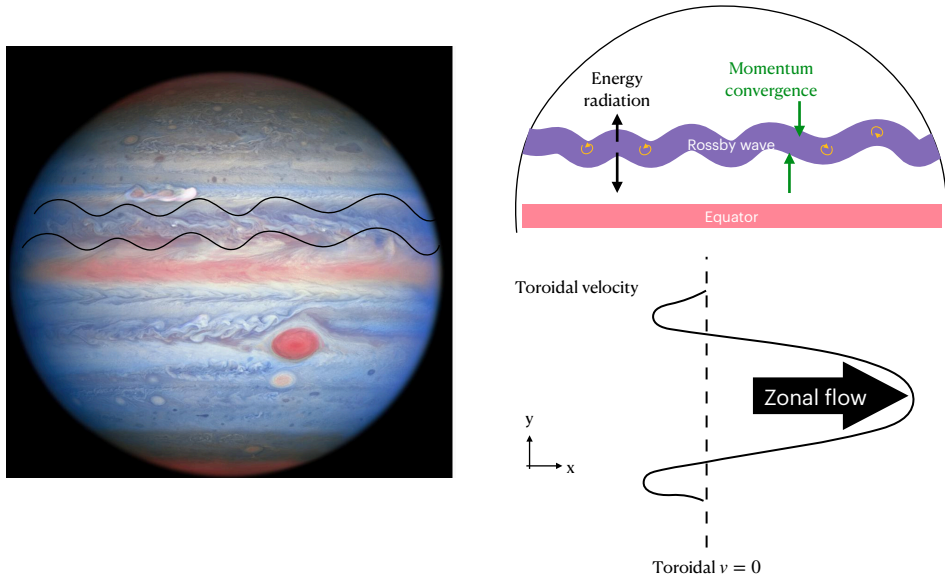 Energy
radiation
Momentum
convergence
Rossby wave
Equator
Toroidal velocity
Zonal flow
y
x
Toroidal v = 0